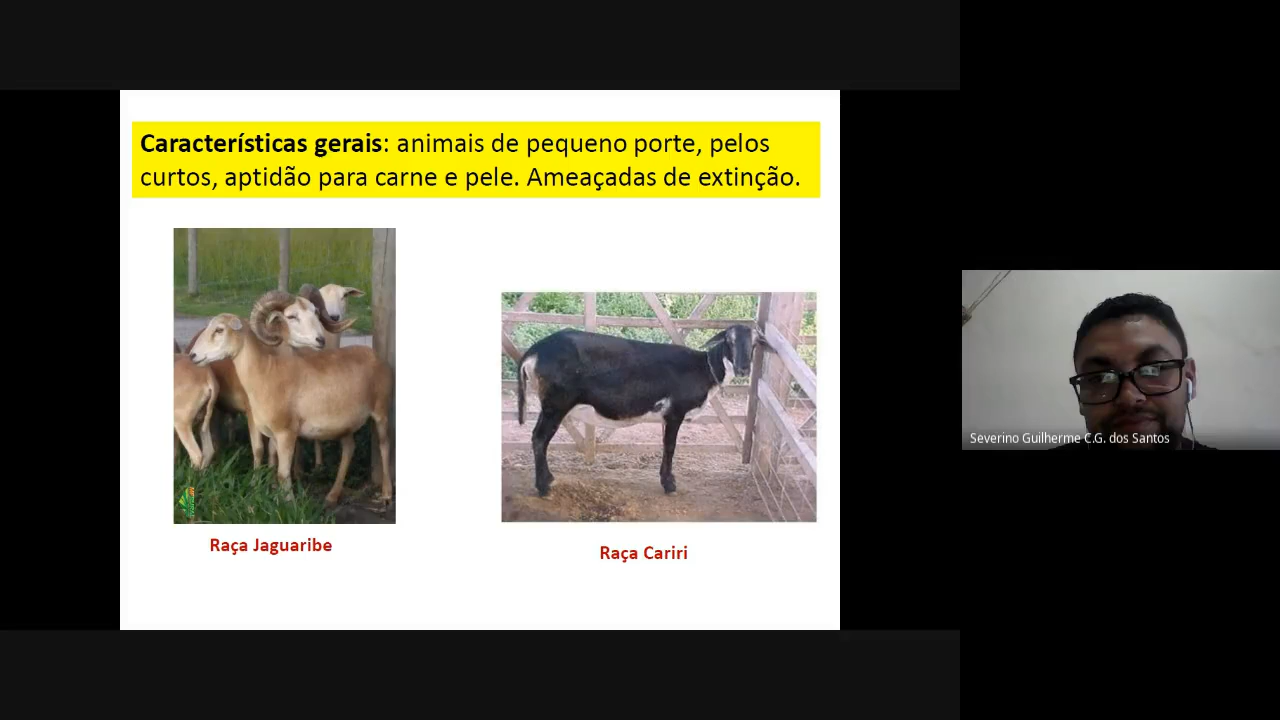 Características gerais: animais de pequeno porte, pelos
curtos, aptidão para carne e pele. Ameaçadas de extinção.
Raça Jaguaribe
Raça Cariri
Severino Guilherme C.G. dos Santos